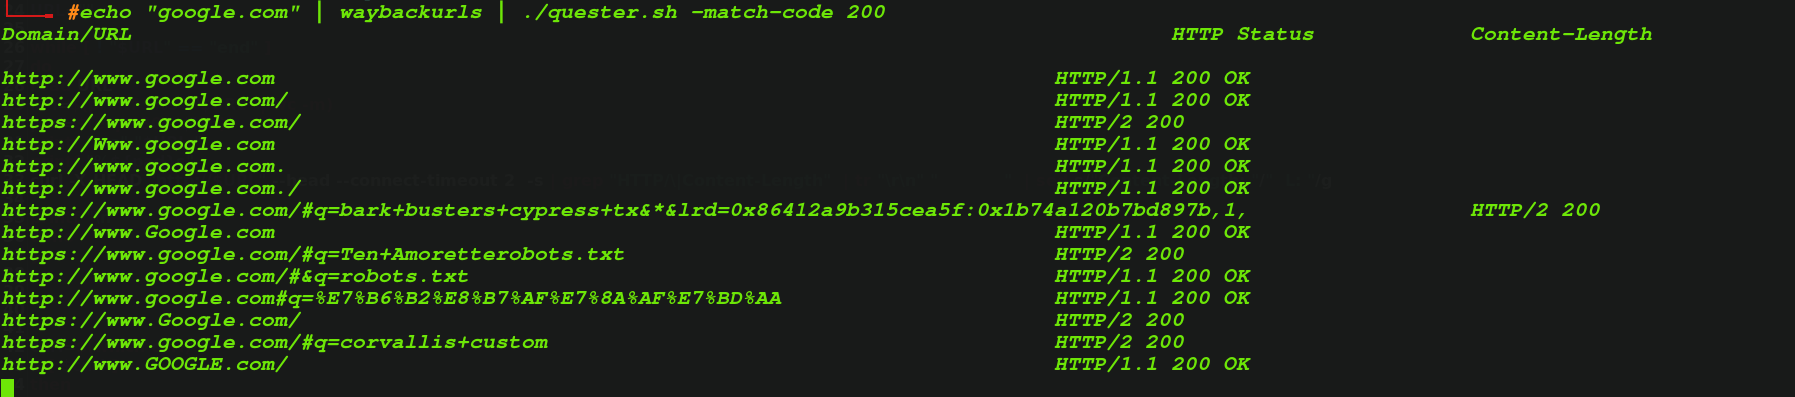 #echo "google.com" | waybackurls | ./quester.sh -match-code 200
Domain/URL HTTP Status Content-Length
http://www.google.com HTTP/1.1 200 OK
http://www.google.com/ HTTP/1.1 200 OK
https://www.google.com/ HTTP/2 200
http://Www.google.com HTTP/1.1 200 OK
http://www.google.com. HTTP/1.1 200 OK
http://www.google.com./ HTTP/1.1 200 OK
https://www.google.com/#q=bark+busters+cypress+tx&*&lrd=0x86412a9b315cea5f:0x1b74a120b7bd897b,1, HTTP/2 200
http://www.Google.com HTTP/1.1 200 OK
https://www.google.com/#q=Ten+Amoretterobots.txt HTTP/2 200
http://www.google.com/#&q=robots.txt HTTP/1.1 200 OK
http://www.google.com#q=%E7%B6%B2%E8%B7%AF%E7%8A%AF%E7%BD%AA HTTP/1.1 200 OK
https://www.Google.com/ HTTP/2 200
https://www.google.com/#q=corvallis+custom HTTP/2 200
http://www.GOOGLE.com/ HTTP/1.1 200 OK